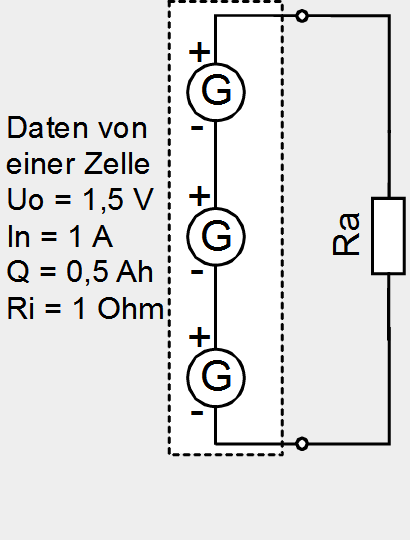 +
G
-
Daten von
einer Zelle
Uo = 1,5 V
In = 1 A
Q = 0,5 Ah
Ri = 1 Ohm
+
G
-
+
G
-
Ra